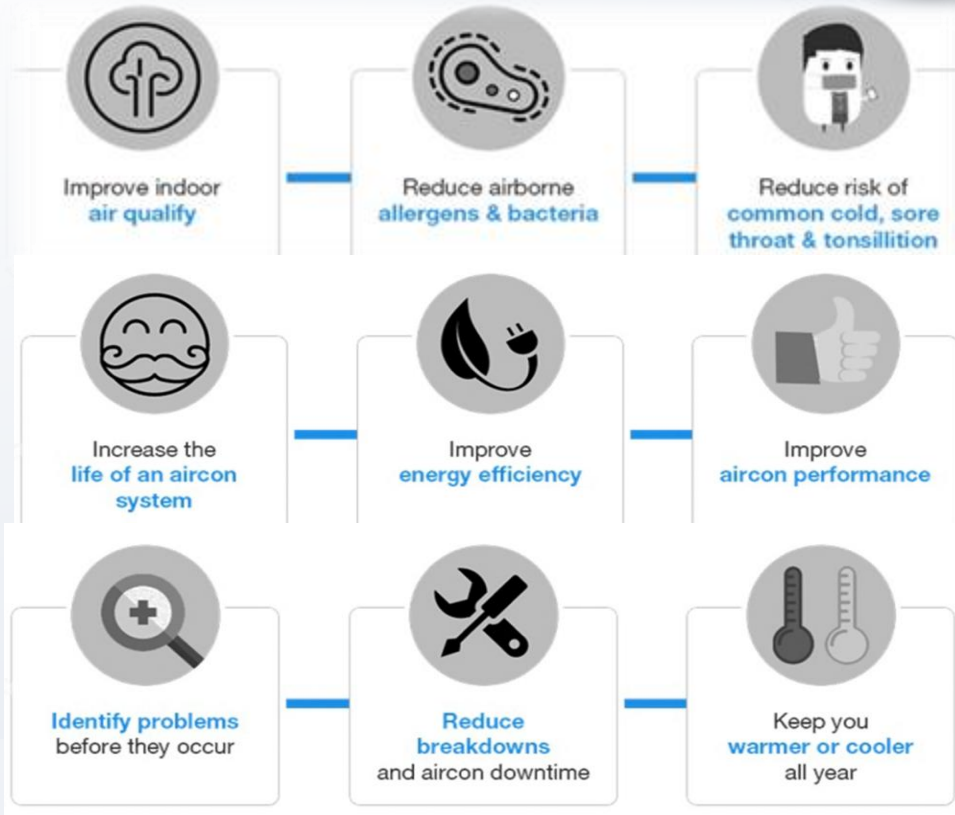 Improve indoor
air qualify
Reduce airborne
allergens & bacteria
Reduce risk of
common cold, sore
throat & tonsillition
Increase the
life of an aircon
system
Improve
energy efficiency
Improve
aircon performance
Identify problems
before they occur
Reduce
breakdowns
and aircon downtime
Keep you
warmer or cooler
all year